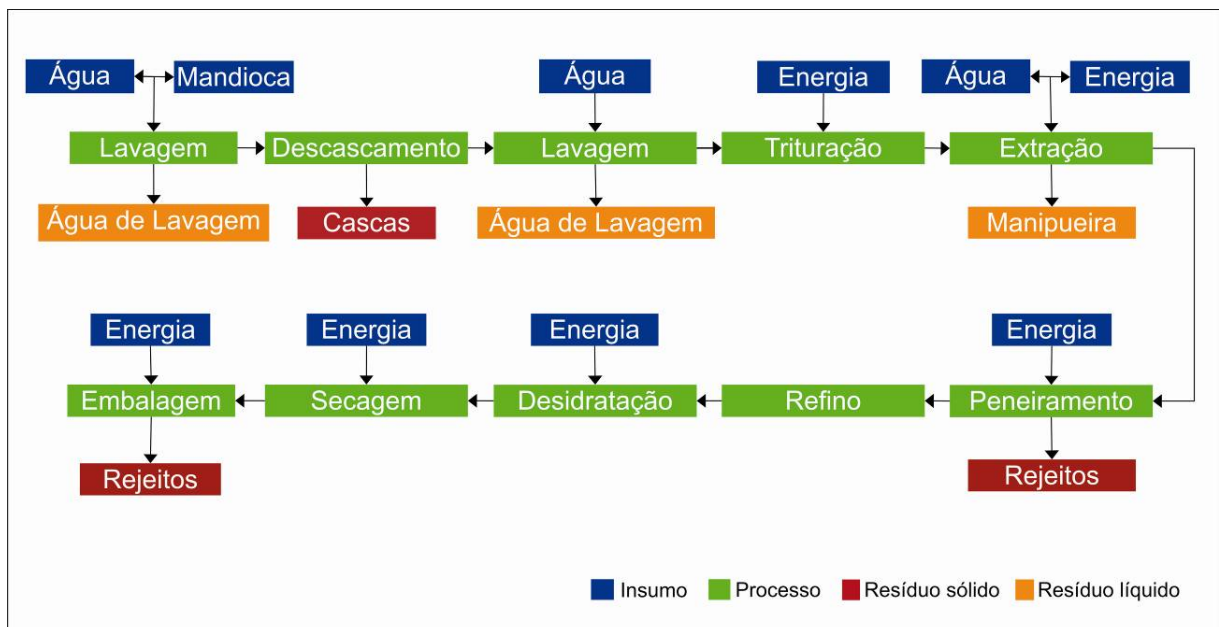 Água
Mandioca
Água
Energia
Água
Energia
Lavagem
Descascamento
Lavagem
Trituração
Extração
Água de Lavagem
Cascas
Água de Lavagem
Manipueira
Energia
Energia
Energia
Energia
Embalagem
Secagem
Desidratação
Refino
Peneiramento
Rejeitos
Rejeitos
Insumo
Processo
Resíduo sólido
Resíduo líquido